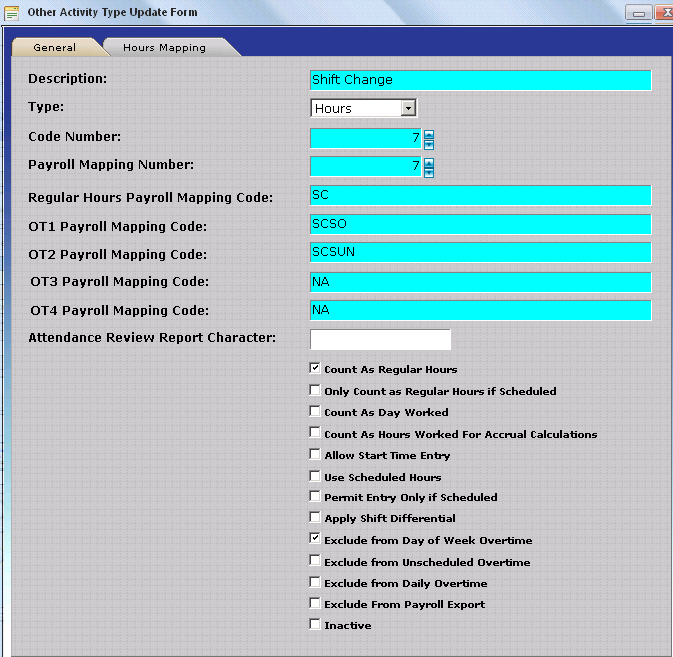 Other Activity Type Update Form
General Hours Mapping
Description: Shift Change
Type: Hours
Code Number: 7
Payroll Mapping Number: 7
Regular Hours Payroll Mapping Code: SC
OT1 Payroll Mapping Code: SCSO
OT2 Payroll Mapping Code: SCSUN
OT3 Payroll Mapping Code: NA
OT4 Payroll Mapping Code: NA
Attendance Review Report Character:
Count As Regular Hours
Only Count as Regular Hours if Scheduled
Count As Day Worked
Count As Hours Worked For Accrual Calculations
Allow Start Time Entry
Use Scheduled Hours
Permit Entry Only if Scheduled
Apply Shift Differential
Exclude from Day of Week Overtime
Exclude from Unscheduled Overtime
Exclude from Daily Overtime
Exclude From Payroll Export
Inactive